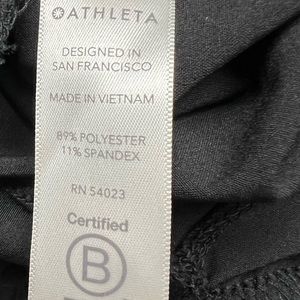 ATHLETA
DESIGNED IN
SAN FRANCISCO
MADE IN VIETNAM
89% POLYESTER
11% SPANDEX
RN 54023
Certified
B